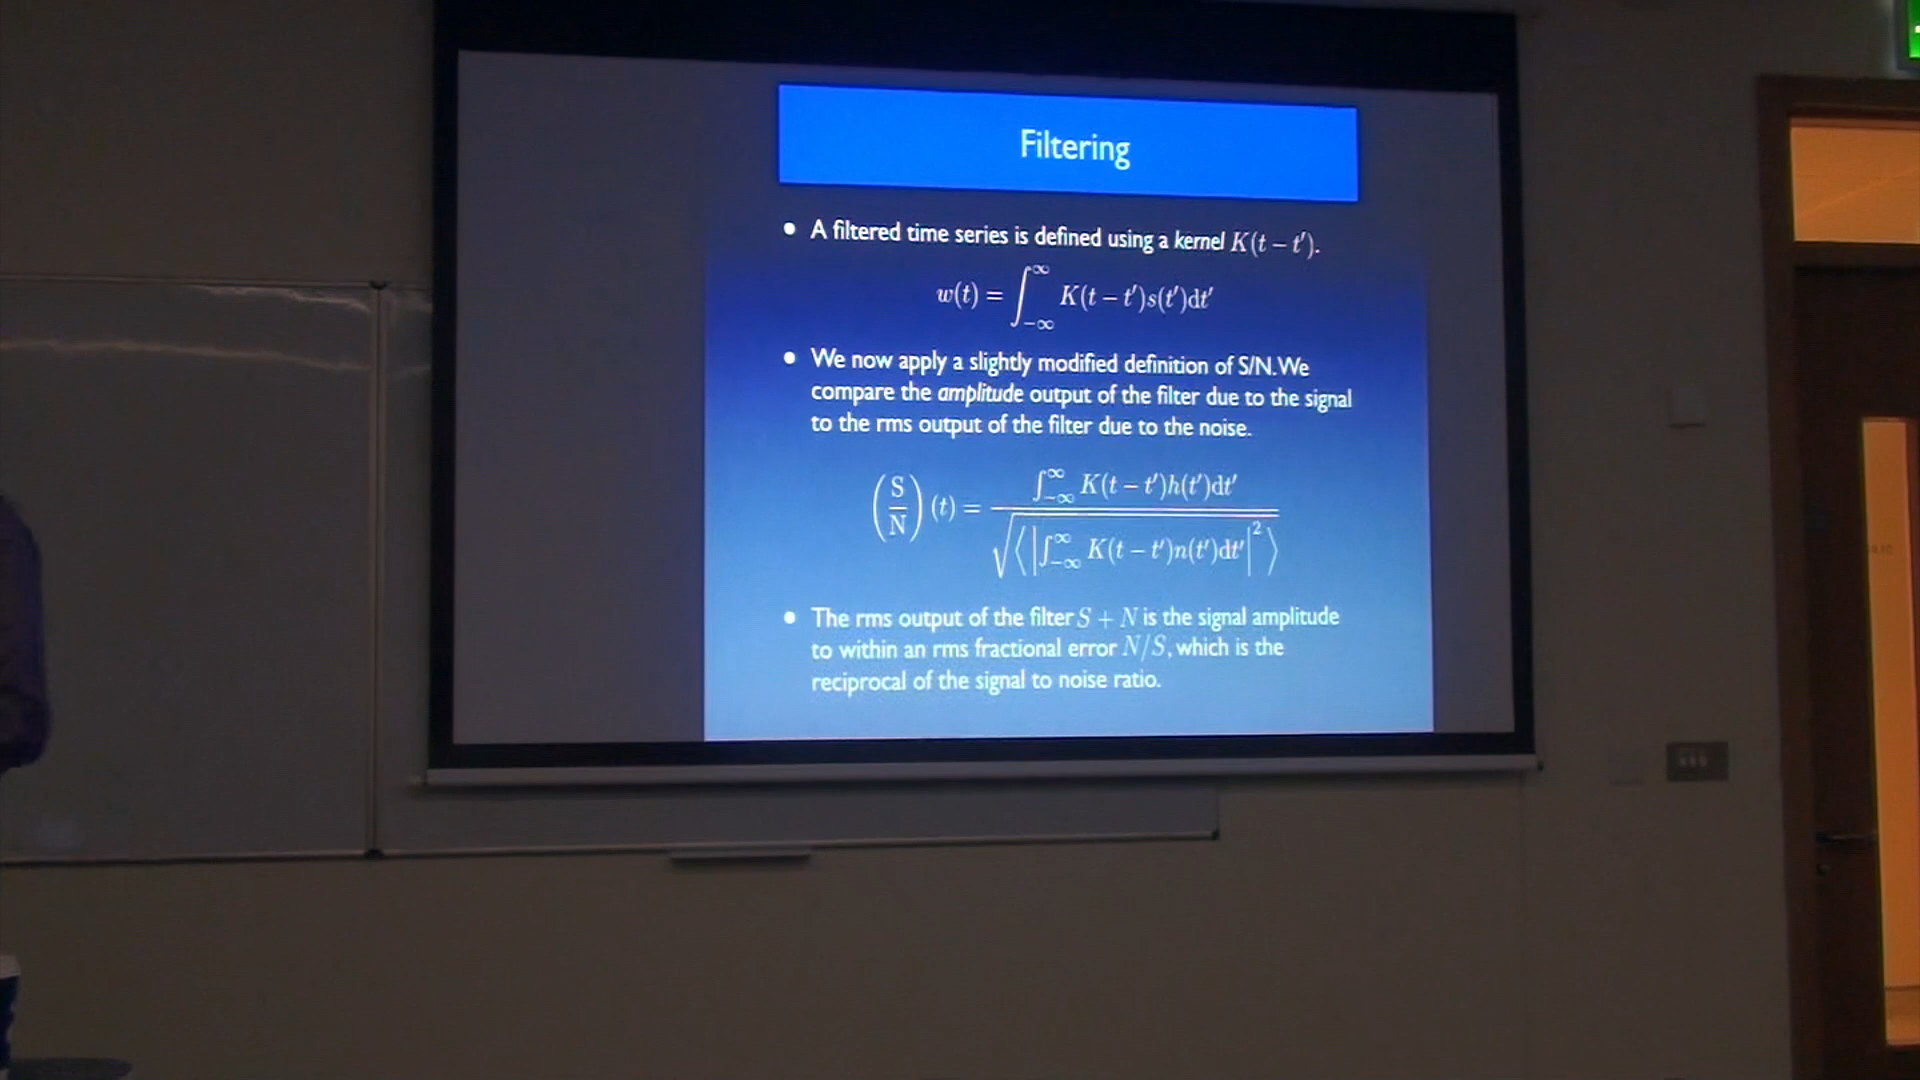 Filtering
• A filtered time series is defined using a kernel K(t − t′).
w(t) = ∫_{−∞}^{∞} K(t − t′)s(t′)dt′
• We now apply a slightly modified definition of S/N. We
compare the amplitude output of the filter due to the signal
to the rms output of the filter due to the noise.
(S/N)(t) = ∫_{−∞}^{∞} K(t − t′)h(t′)dt′ / √⟨|∫_{−∞}^{∞} K(t − t′)n(t′)dt′|²⟩
• The rms output of the filter S + N is the signal amplitude
to within an rms fractional error N/S, which is the
reciprocal of the signal to noise ratio.